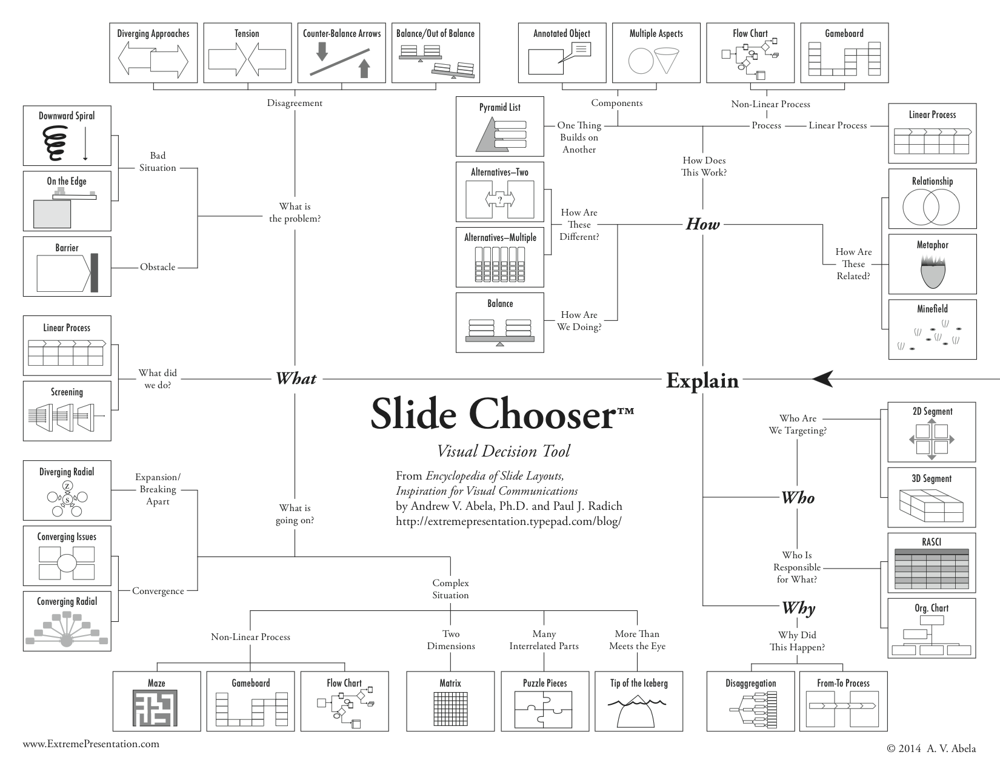 Diverging Approaches
Tension
Counter-Balance Arrows
Balance/Out of Balance
Annotated Object
Multiple Aspects
Flow Chart
Gameboard
Disagreement
Components
Non-Linear Process
Downward Spiral
On the Edge
Barrier
Bad
Situation
Obstacle
What is
the problem?
Pyramid List
One Thing
Builds on
Another
Process
Linear Process
Linear Process
How Does
This Work?
Alternatives–Two
?
Alternatives–Multiple
How Are
These
Different?
How
Balance
How Are
We Doing?
How Are
These
Related?
Relationship
Metaphor
Minefield
Linear Process
Screening
What did
we do?
What
Explain
Slide Chooser™
Visual Decision Tool
From Encyclopedia of Slide Layouts,
Inspiration for Visual Communications
by Andrew V. Abela, Ph.D. and Paul J. Radich
http://extremepresentation.typepad.com/blog/
Who Are
We Targeting?
2D Segment
3D Segment
Who
Who Is
Responsible
for What?
RASCI
Org. Chart
Diverging Radial
Z
S
Expansion/
Breaking
Apart
What is
going on?
Converging Issues
Converging Radial
Convergence
Complex
Situation
Why
Why Did
This Happen?
Non-Linear Process
Two
Dimensions
Many
Interrelated Parts
More Than
Meets the Eye
Maze
Gameboard
Flow Chart
Matrix
Puzzle Pieces
Tip of the Iceberg
Disaggregation
From-To Process
www.ExtremePresentation.com
© 2014 A. V. Abela